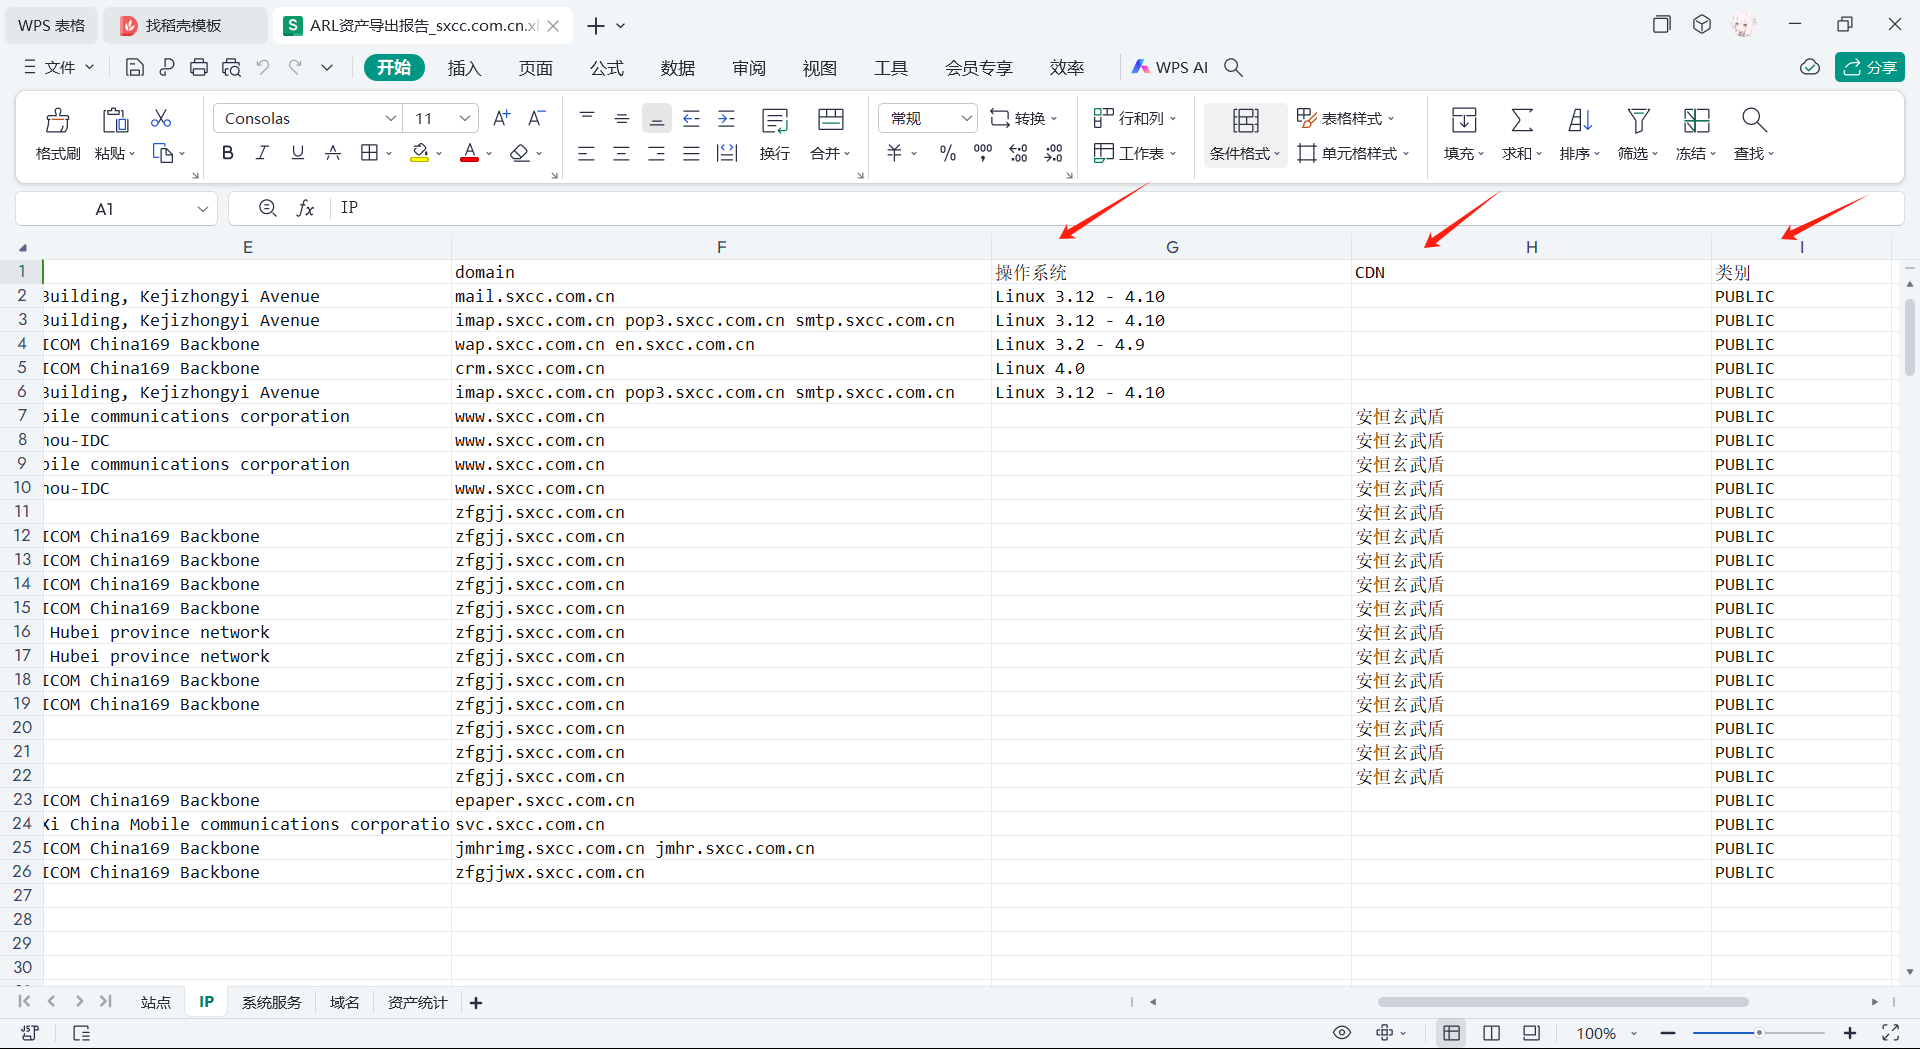 WPS 表格 找稻壳模板 ARL资产导出报告_sxcc.com.cn.xl
文件 开始 插入 页面 公式 数据 审阅 视图 工具 会员专享 效率 WPS AI 分享
Consolas 11 常规 转换 行和列 表格样式
格式刷 粘贴 换行 合并 工作表 条件格式 单元格样式 填充 求和 排序 筛选 冻结 查找
A1 fx IP
E F G H I
1 domain 操作系统 CDN 类别
2 Building, Kejizhongyi Avenue mail.sxcc.com.cn Linux 3.12 - 4.10 PUBLIC
3 Building, Kejizhongyi Avenue imap.sxcc.com.cn pop3.sxcc.com.cn smtp.sxcc.com.cn Linux 3.12 - 4.10 PUBLIC
4 ICOM China169 Backbone wap.sxcc.com.cn en.sxcc.com.cn Linux 3.2 - 4.9 PUBLIC
5 ICOM China169 Backbone crm.sxcc.com.cn Linux 4.0 PUBLIC
6 Building, Kejizhongyi Avenue imap.sxcc.com.cn pop3.sxcc.com.cn smtp.sxcc.com.cn Linux 3.12 - 4.10 PUBLIC
7 bile communications corporation www.sxcc.com.cn 安恒玄武盾 PUBLIC
8 hou-IDC www.sxcc.com.cn 安恒玄武盾 PUBLIC
9 bile communications corporation www.sxcc.com.cn 安恒玄武盾 PUBLIC
10 hou-IDC www.sxcc.com.cn 安恒玄武盾 PUBLIC
11 zfgjj.sxcc.com.cn 安恒玄武盾 PUBLIC
12 ICOM China169 Backbone zfgjj.sxcc.com.cn 安恒玄武盾 PUBLIC
13 ICOM China169 Backbone zfgjj.sxcc.com.cn 安恒玄武盾 PUBLIC
14 ICOM China169 Backbone zfgjj.sxcc.com.cn 安恒玄武盾 PUBLIC
15 ICOM China169 Backbone zfgjj.sxcc.com.cn 安恒玄武盾 PUBLIC
16 Hubei province network zfgjj.sxcc.com.cn 安恒玄武盾 PUBLIC
17 Hubei province network zfgjj.sxcc.com.cn 安恒玄武盾 PUBLIC
18 ICOM China169 Backbone zfgjj.sxcc.com.cn 安恒玄武盾 PUBLIC
19 ICOM China169 Backbone zfgjj.sxcc.com.cn 安恒玄武盾 PUBLIC
20 zfgjj.sxcc.com.cn 安恒玄武盾 PUBLIC
21 zfgjj.sxcc.com.cn 安恒玄武盾 PUBLIC
22 zfgjj.sxcc.com.cn 安恒玄武盾 PUBLIC
23 ICOM China169 Backbone epaper.sxcc.com.cn PUBLIC
24 Xi China Mobile communications corporatio svc.sxcc.com.cn PUBLIC
25 ICOM China169 Backbone jmhrimg.sxcc.com.cn jmhr.sxcc.com.cn PUBLIC
26 ICOM China169 Backbone zfgjjwx.sxcc.com.cn PUBLIC
27
28
29
30
站点 IP 系统服务 域名 资产统计
100%